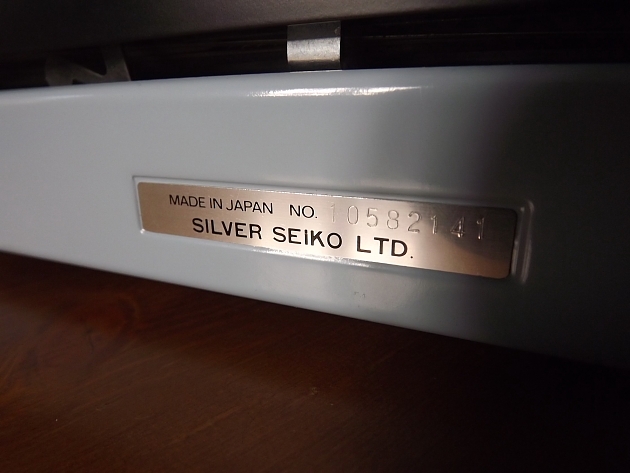 MADE IN JAPAN NO. 10582141
SILVER SEIKO LTD.